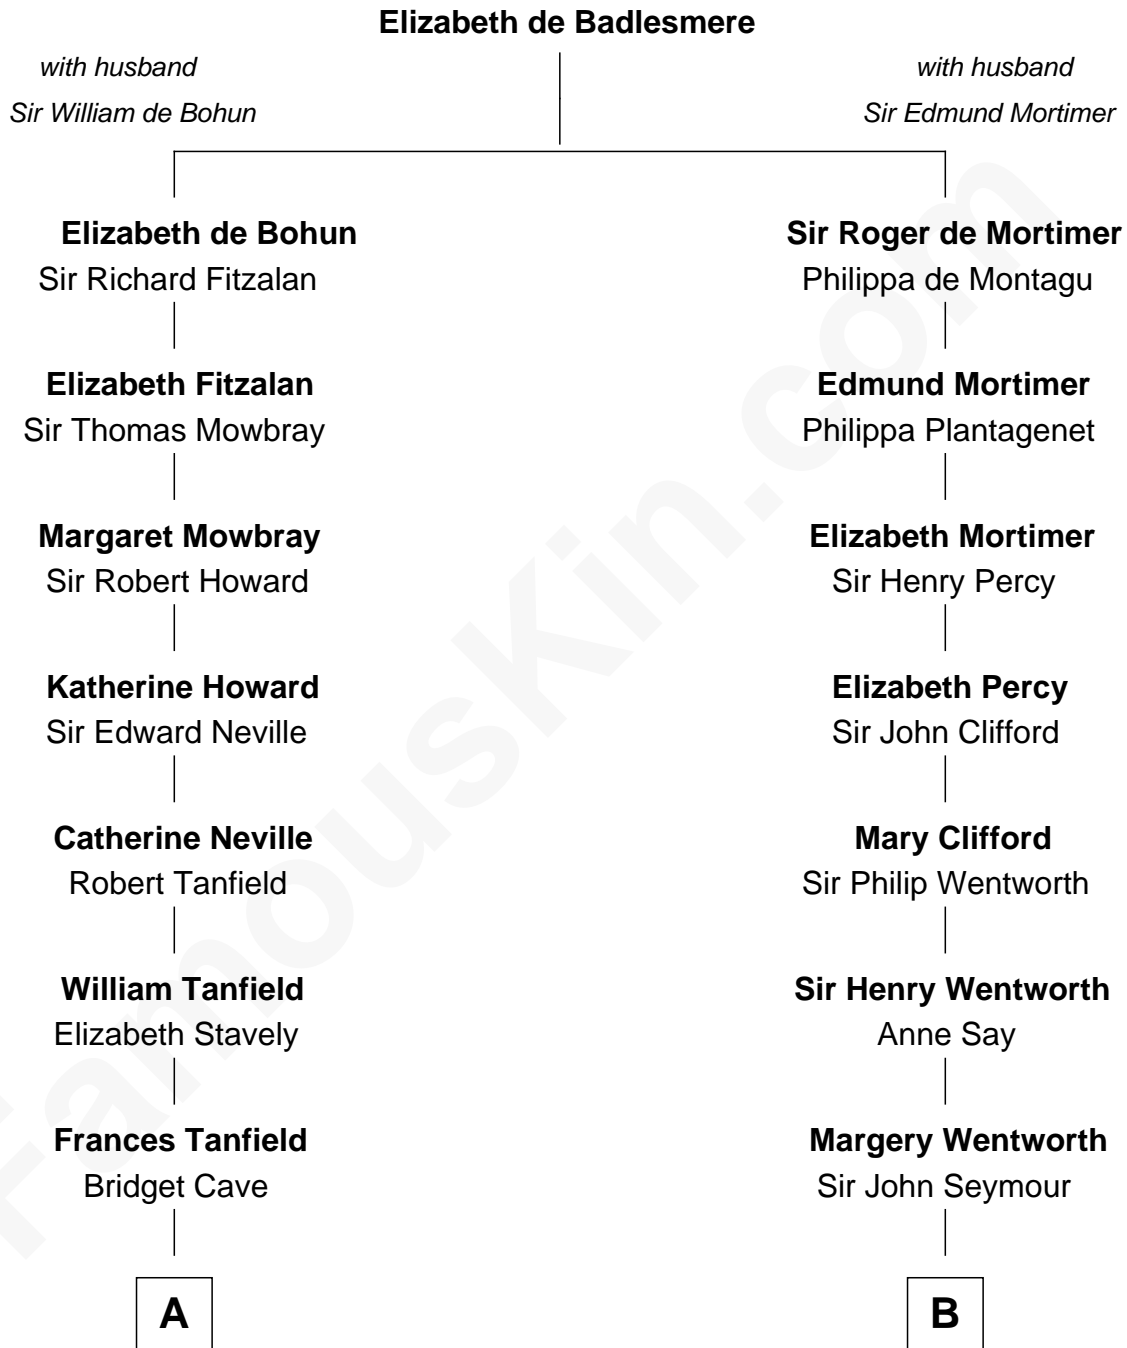 Elizabeth de Badlesmere
with husband
Sir William de Bohun
with husband
Sir Edmund Mortimer
Elizabeth de Bohun
Sir Richard Fitzalan
Sir Roger de Mortimer
Philippa de Montagu
Elizabeth Fitzalan
Sir Thomas Mowbray
Edmund Mortimer
Philippa Plantagenet
Margaret Mowbray
Sir Robert Howard
Elizabeth Mortimer
Sir Henry Percy
Katherine Howard
Sir Edward Neville
Elizabeth Percy
Sir John Clifford
Catherine Neville
Robert Tanfield
Mary Clifford
Sir Philip Wentworth
William Tanfield
Elizabeth Stavely
Sir Henry Wentworth
Anne Say
Frances Tanfield
Bridget Cave
Margery Wentworth
Sir John Seymour
A
B
FamousKin.com